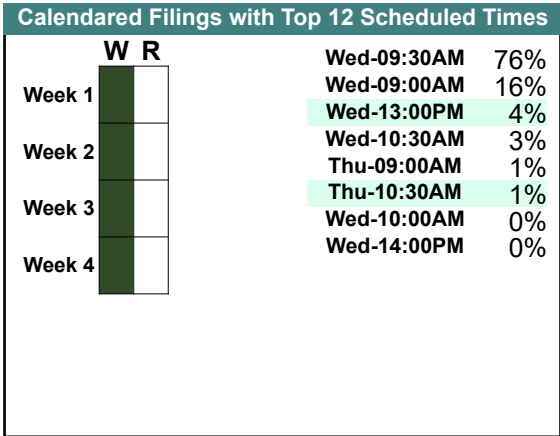 Calendared Filings with Top 12 Scheduled Times
W R
Week 1
Week 2
Week 3
Week 4
Wed-09:30AM 76%
Wed-09:00AM 16%
Wed-13:00PM 4%
Wed-10:30AM 3%
Thu-09:00AM 1%
Thu-10:30AM 1%
Wed-10:00AM 0%
Wed-14:00PM 0%